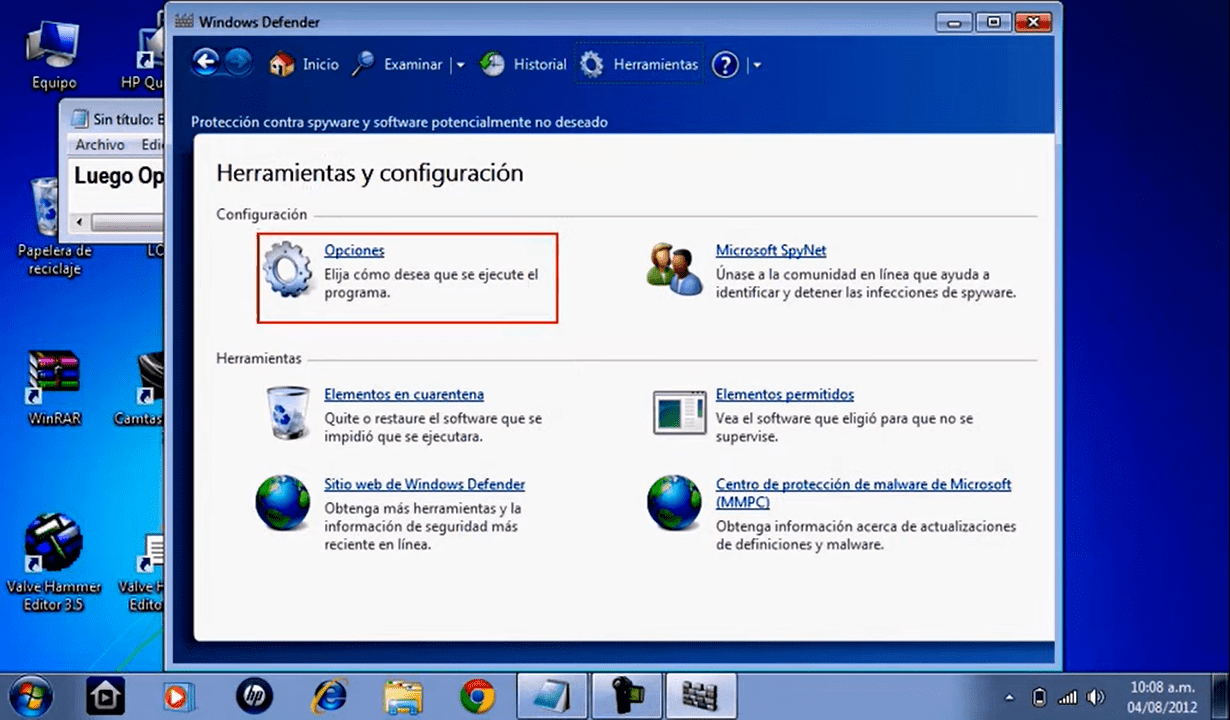 Windows Defender
Equipo
HP Qu
Inicio
Examinar
Historial
Herramientas
?
Sin título: B
Archivo
Edi
Luego Op
Protección contra spyware y software potencialmente no deseado
Herramientas y configuración
Configuración
Opciones
Elija cómo desea que se ejecute el
programa.
Microsoft SpyNet
Únase a la comunidad en línea que ayuda a
identificar y detener las infecciones de spyware.
Papelera de
reciclaje
LO
Herramientas
Elementos en cuarentena
Quite o restaure el software que se
impidió que se ejecutara.
Elementos permitidos
Vea el software que eligió para que no se
supervise.
WinRAR
Camtas
Sitio web de Windows Defender
Obtenga más herramientas y la
información de seguridad más
reciente en línea.
Centro de protección de malware de Microsoft
(MMPC)
Obtenga información acerca de actualizaciones
de definiciones y malware.
Valve Hammer
Editor 3.5
Valve H
Edito
hp
10:08 a.m.
04/08/2012